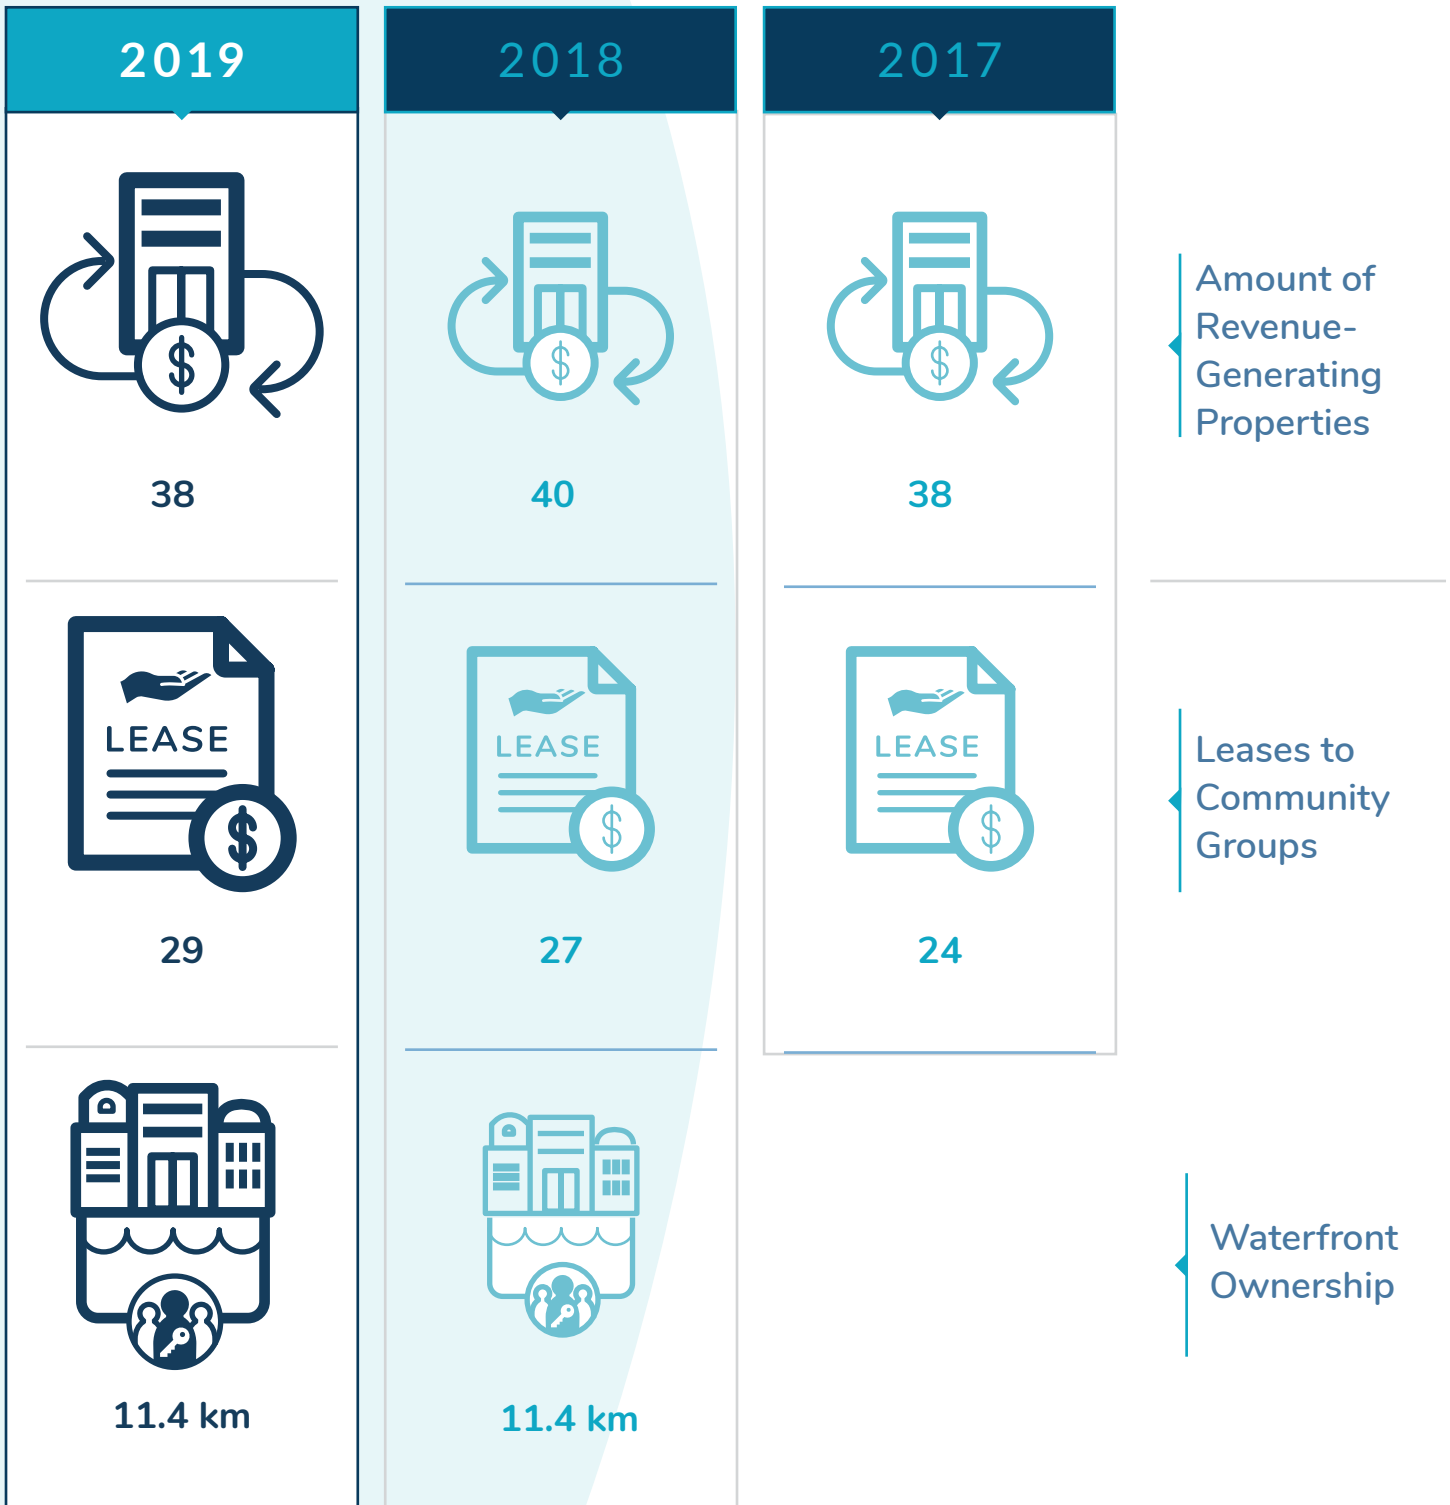 2019
2018
2017
38
40
38
Amount of
Revenue-
Generating
Properties
LEASE
LEASE
LEASE
29
27
24
Leases to
Community
Groups
11.4 km
11.4 km
Waterfront
Ownership